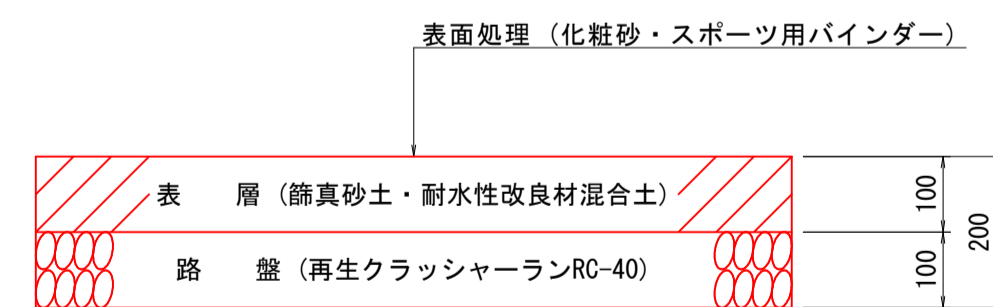 表面処理（化粧砂・スポーツ用バインダー）
表　　層（篩真砂土・耐水性改良材混合土）
100
200
路　　盤（再生クラッシャーランRC-40）
100